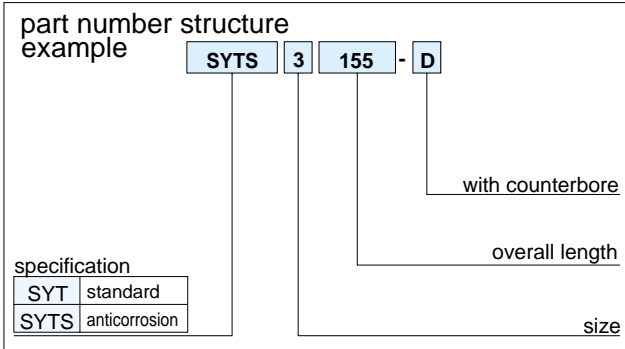 part number structure
example
SYTS 3 155 - D
with counterbore
overall length
specification
SYT standard
SYTS anticorrosion
size